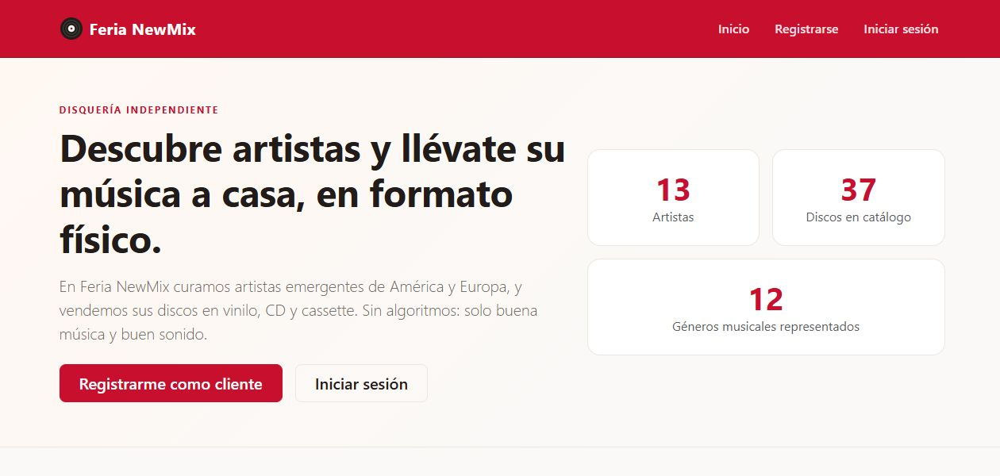 Feria NewMix
Inicio
Registrarse
Iniciar sesión
DISQUERÍA INDEPENDIENTE
Descubre artistas y llévate su
música a casa, en formato
físico.
En Feria NewMix curamos artistas emergentes de América y Europa, y
vendemos sus discos en vinilo, CD y cassette. Sin algoritmos: solo buena
música y buen sonido.
Registrarme como cliente
Iniciar sesión
13
Artistas
37
Discos en catálogo
12
Géneros musicales representados